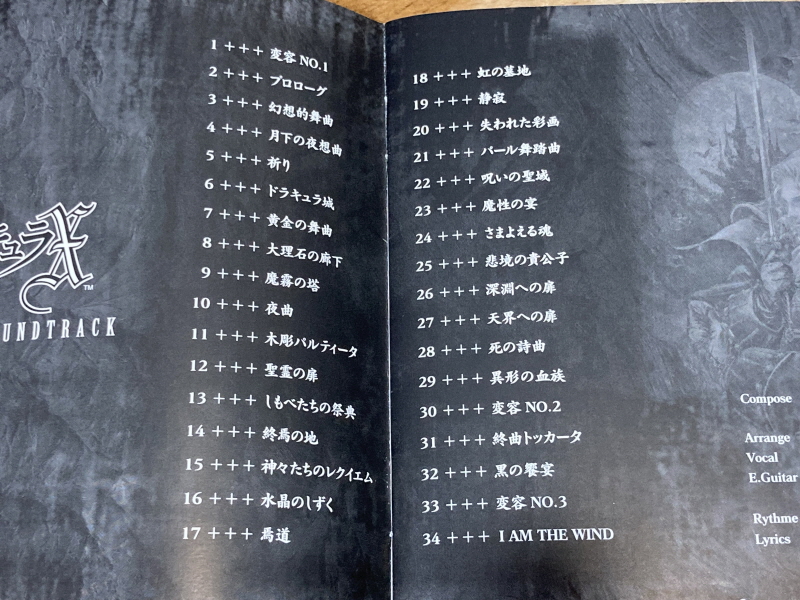 ュラX
TM
UNDTRACK
1 +++ 変容 NO.1
2 +++ プロローグ
3 +++ 幻想的舞曲
4 +++ 月下の夜想曲
5 +++ 祈り
6 +++ ドラキュラ城
7 +++ 黄金の舞曲
8 +++ 大理石の廊下
9 +++ 魔霧の塔
10 +++ 夜曲
11 +++ 木彫パルティータ
12 +++ 聖霊の扉
13 +++ しもべたちの祭典
14 +++ 終焉の地
15 +++ 神々たちのレクイエム
16 +++ 水晶のしずく
17 +++ 焉道
18 +++ 虹の墓地
19 +++ 静寂
20 +++ 失われた彩画
21 +++ パール舞踏曲
22 +++ 呪いの聖域
23 +++ 魔性の宴
24 +++ さまよえる魂
25 +++ 悲境の貴公子
26 +++ 深淵への扉
27 +++ 天界への扉
28 +++ 死の詩曲
29 +++ 異形の血族
30 +++ 変容 NO.2
31 +++ 終曲トッカータ
32 +++ 黒の饗宴
33 +++ 変容 NO.3
34 +++ I AM THE WIND
Compose
Arrange
Vocal
E.Guitar
Rythme
Lyrics